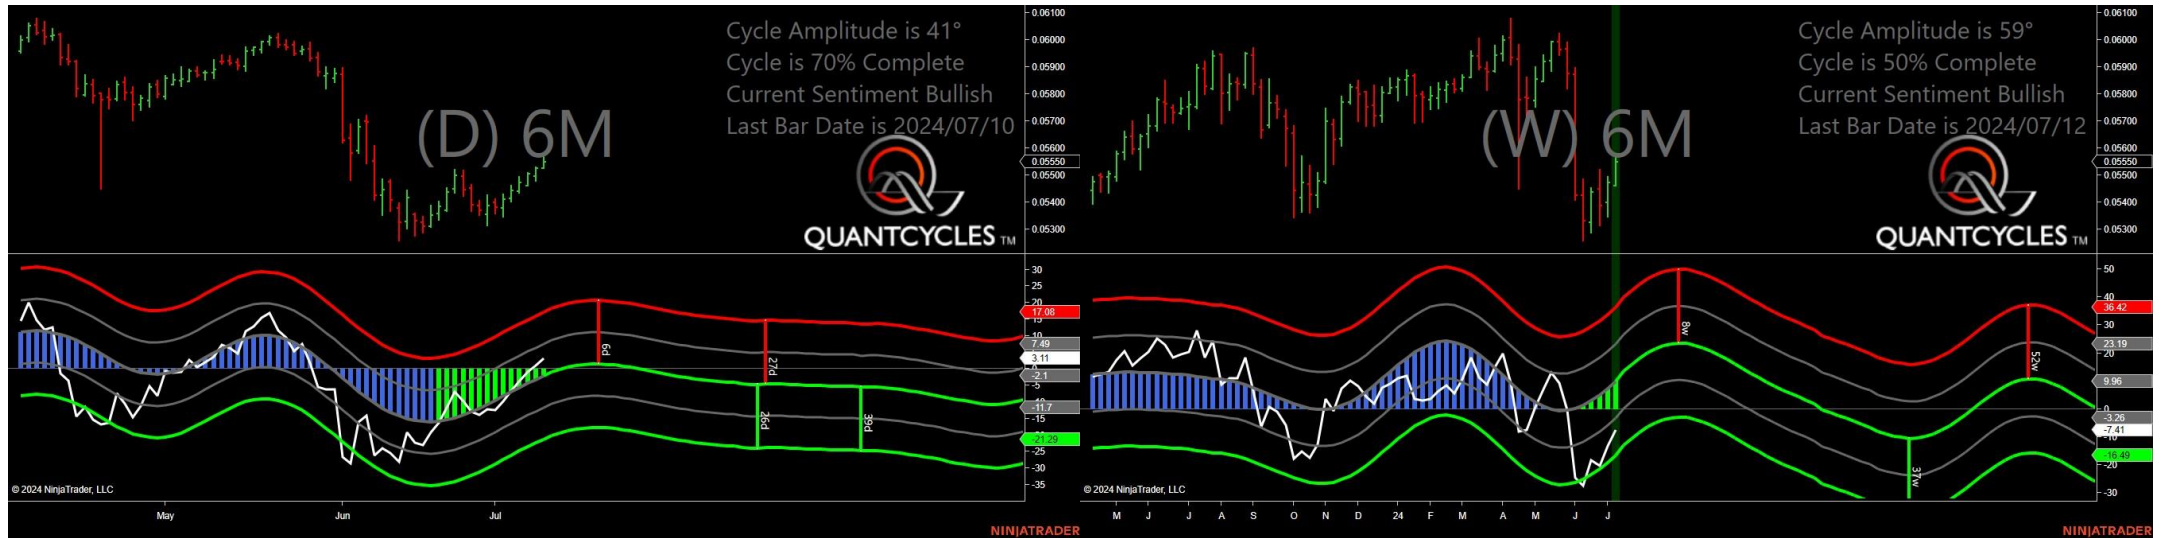 Cycle Amplitude is 41°
Cycle is 70% Complete
Current Sentiment Bullish
Last Bar Date is 2024/07/10
(D) 6M
QUANTCYCLES TM
0.06100
0.06000
0.05900
0.05800
0.05700
0.05600
0.05550
0.05500
0.05400
0.05300
30
25
20
17.08
15
10
7.49
3.11
-2.1
-5
-11.7
-15
-21.29
-25
-30
-35
6d
27d
26d
39d
© 2024 NinjaTrader, LLC
May Jun Jul
NINJATRADER
Cycle Amplitude is 59°
Cycle is 50% Complete
Current Sentiment Bullish
Last Bar Date is 2024/07/12
(W) 6M
QUANTCYCLES TM
0.06100
0.06000
0.05900
0.05800
0.05700
0.05600
0.05550
0.05500
0.05400
0.05300
50
40
36.42
30
23.19
20
9.96
0
-3.26
-7.41
-10
-16.49
-20
-30
8w
52w
37w
© 2024 NinjaTrader, LLC
M J J A S O N D 24 F M A M J J
NINJATRADER